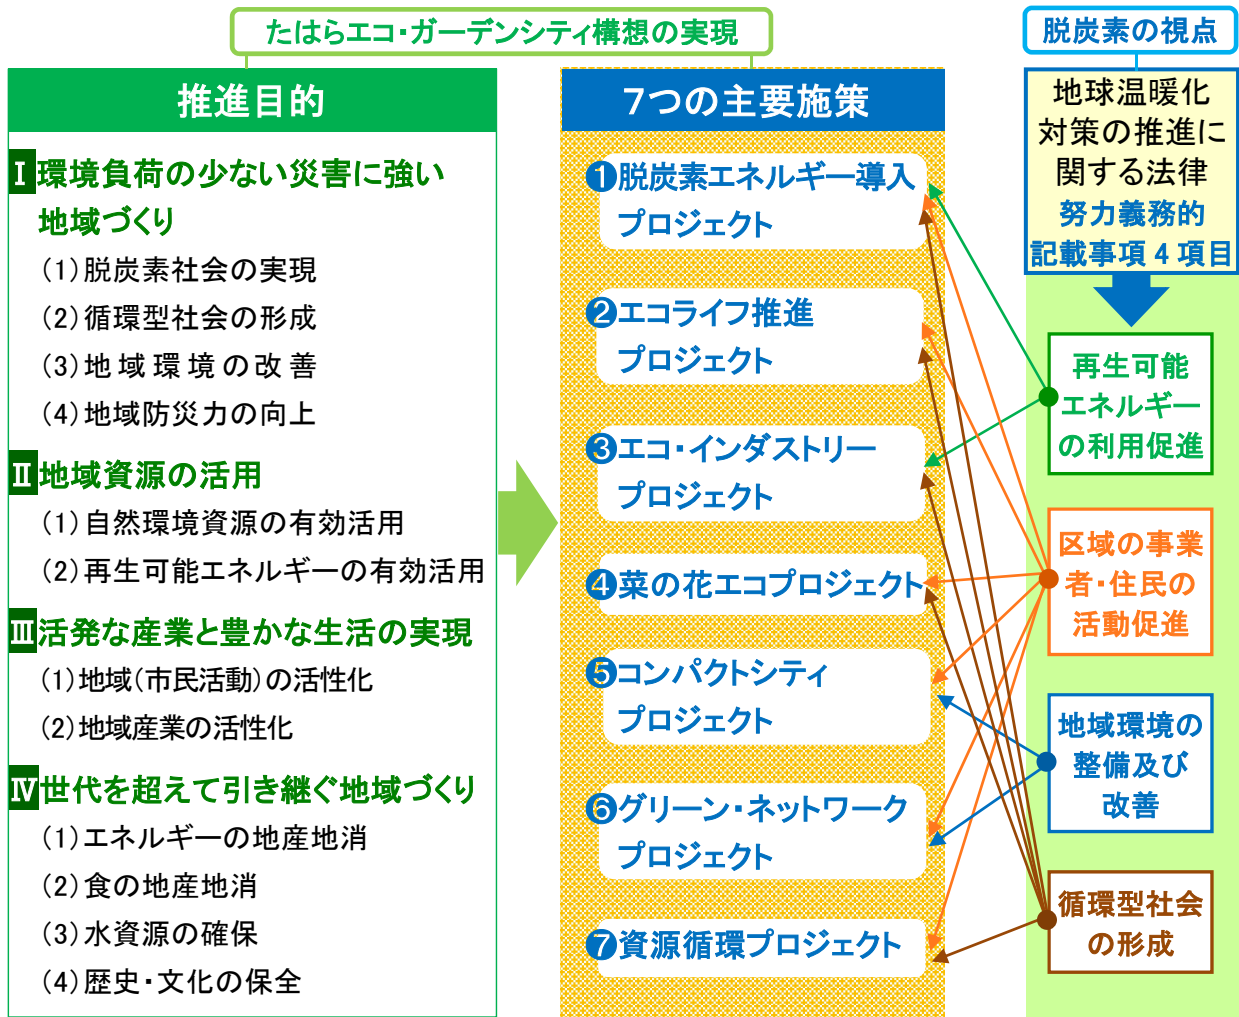 たはらエコ・ガーデンシティ構想の実現
推進目的
Ⅰ環境負荷の少ない災害に強い
地域づくり
(1)脱炭素社会の実現
(2)循環型社会の形成
(3)地域環境の改善
(4)地域防災力の向上
Ⅱ地域資源の活用
(1)自然環境資源の有効活用
(2)再生可能エネルギーの有効活用
Ⅲ活発な産業と豊かな生活の実現
(1)地域(市民活動)の活性化
(2)地域産業の活性化
Ⅳ世代を超えて引き継ぐ地域づくり
(1)エネルギーの地産地消
(2)食の地産地消
(3)水資源の確保
(4)歴史・文化の保全
7つの主要施策
❶脱炭素エネルギー導入
プロジェクト
❷エコライフ推進
プロジェクト
❸エコ・インダストリー
プロジェクト
❹菜の花エコプロジェクト
❺コンパクトシティ
プロジェクト
❻グリーン・ネットワーク
プロジェクト
❼資源循環プロジェクト
脱炭素の視点
地球温暖化
対策の推進に
関する法律
努力義務的
記載事項4項目
再生可能
エネルギー
の利用促進
区域の事業
者・住民の
活動促進
地域環境の
整備及び
改善
循環型社会
の形成